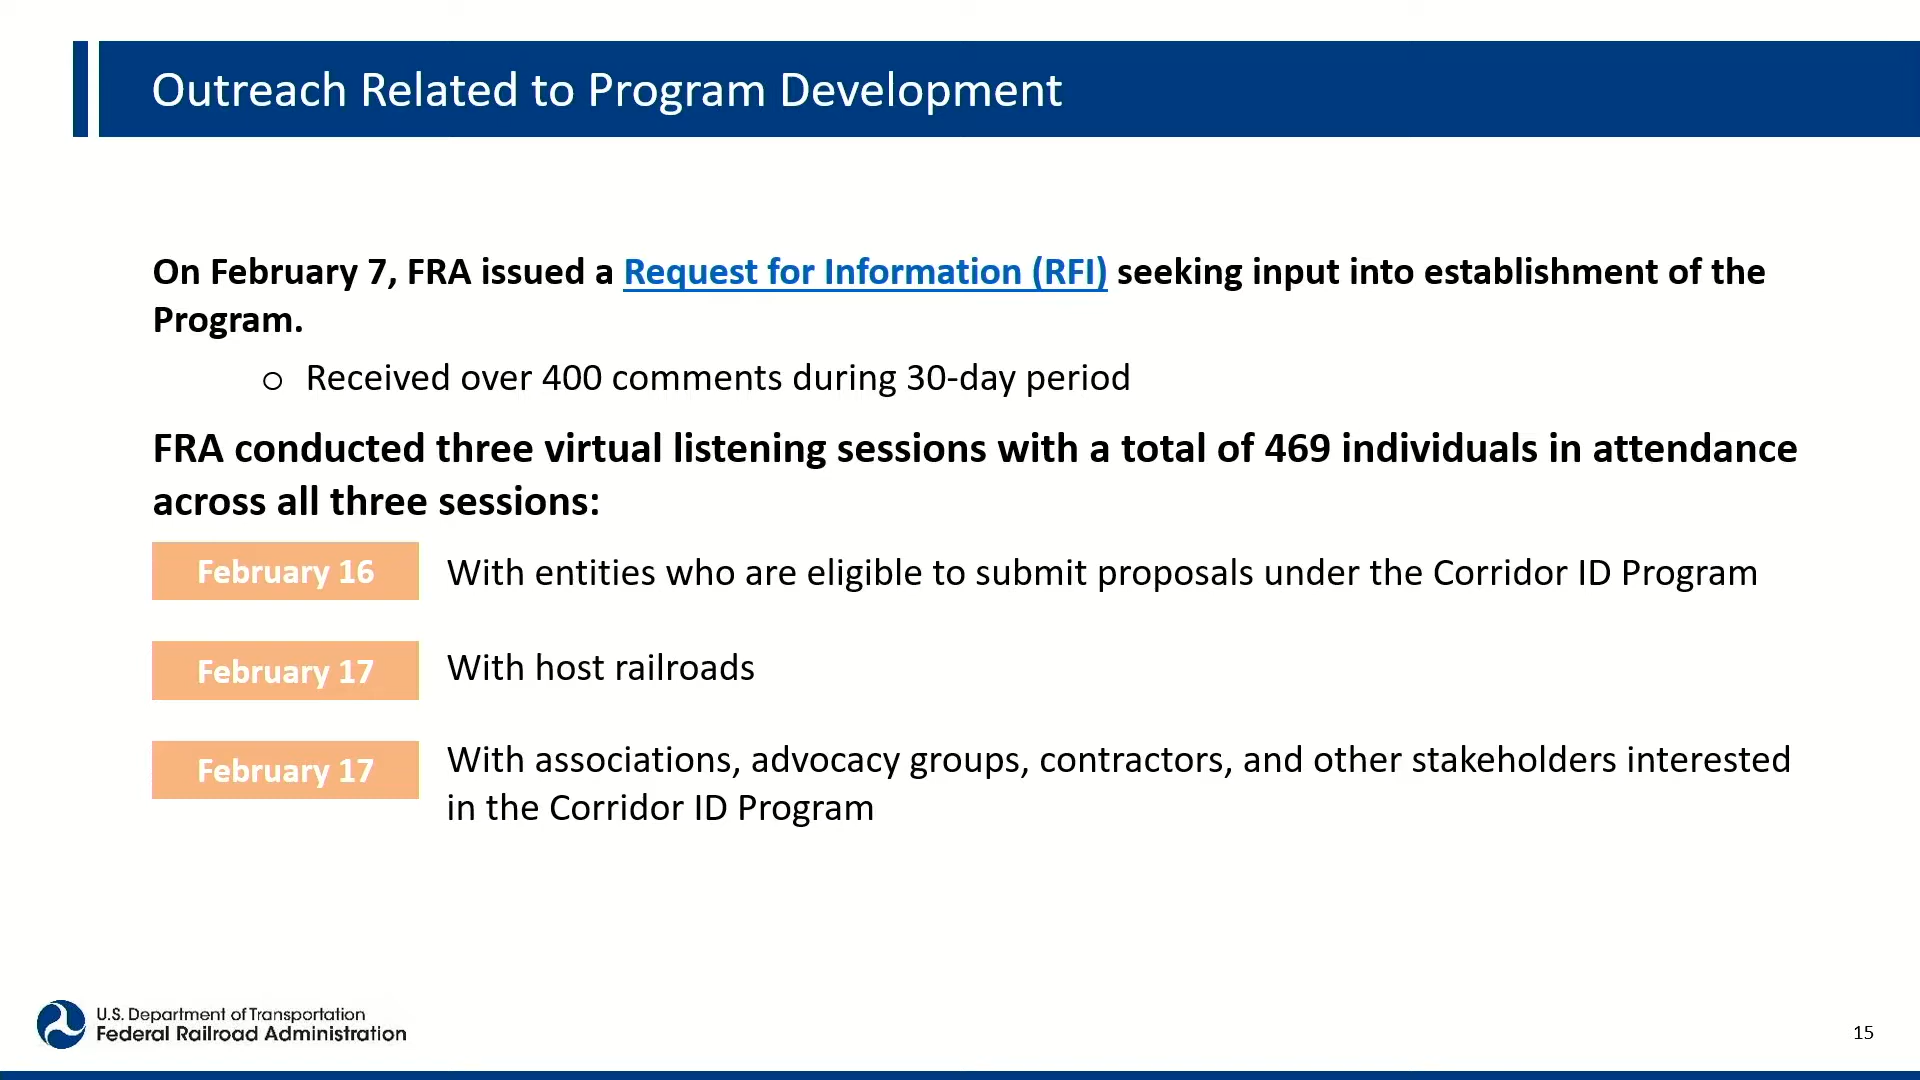 Outreach Related to Program Development
On February 7, FRA issued a Request for Information (RFI) seeking input into establishment of the
Program.
o Received over 400 comments during 30-day period
FRA conducted three virtual listening sessions with a total of 469 individuals in attendance
across all three sessions:
February 16
With entities who are eligible to submit proposals under the Corridor ID Program
February 17
With host railroads
February 17
With associations, advocacy groups, contractors, and other stakeholders interested
in the Corridor ID Program
U.S. Department of Transportation
Federal Railroad Administration
15